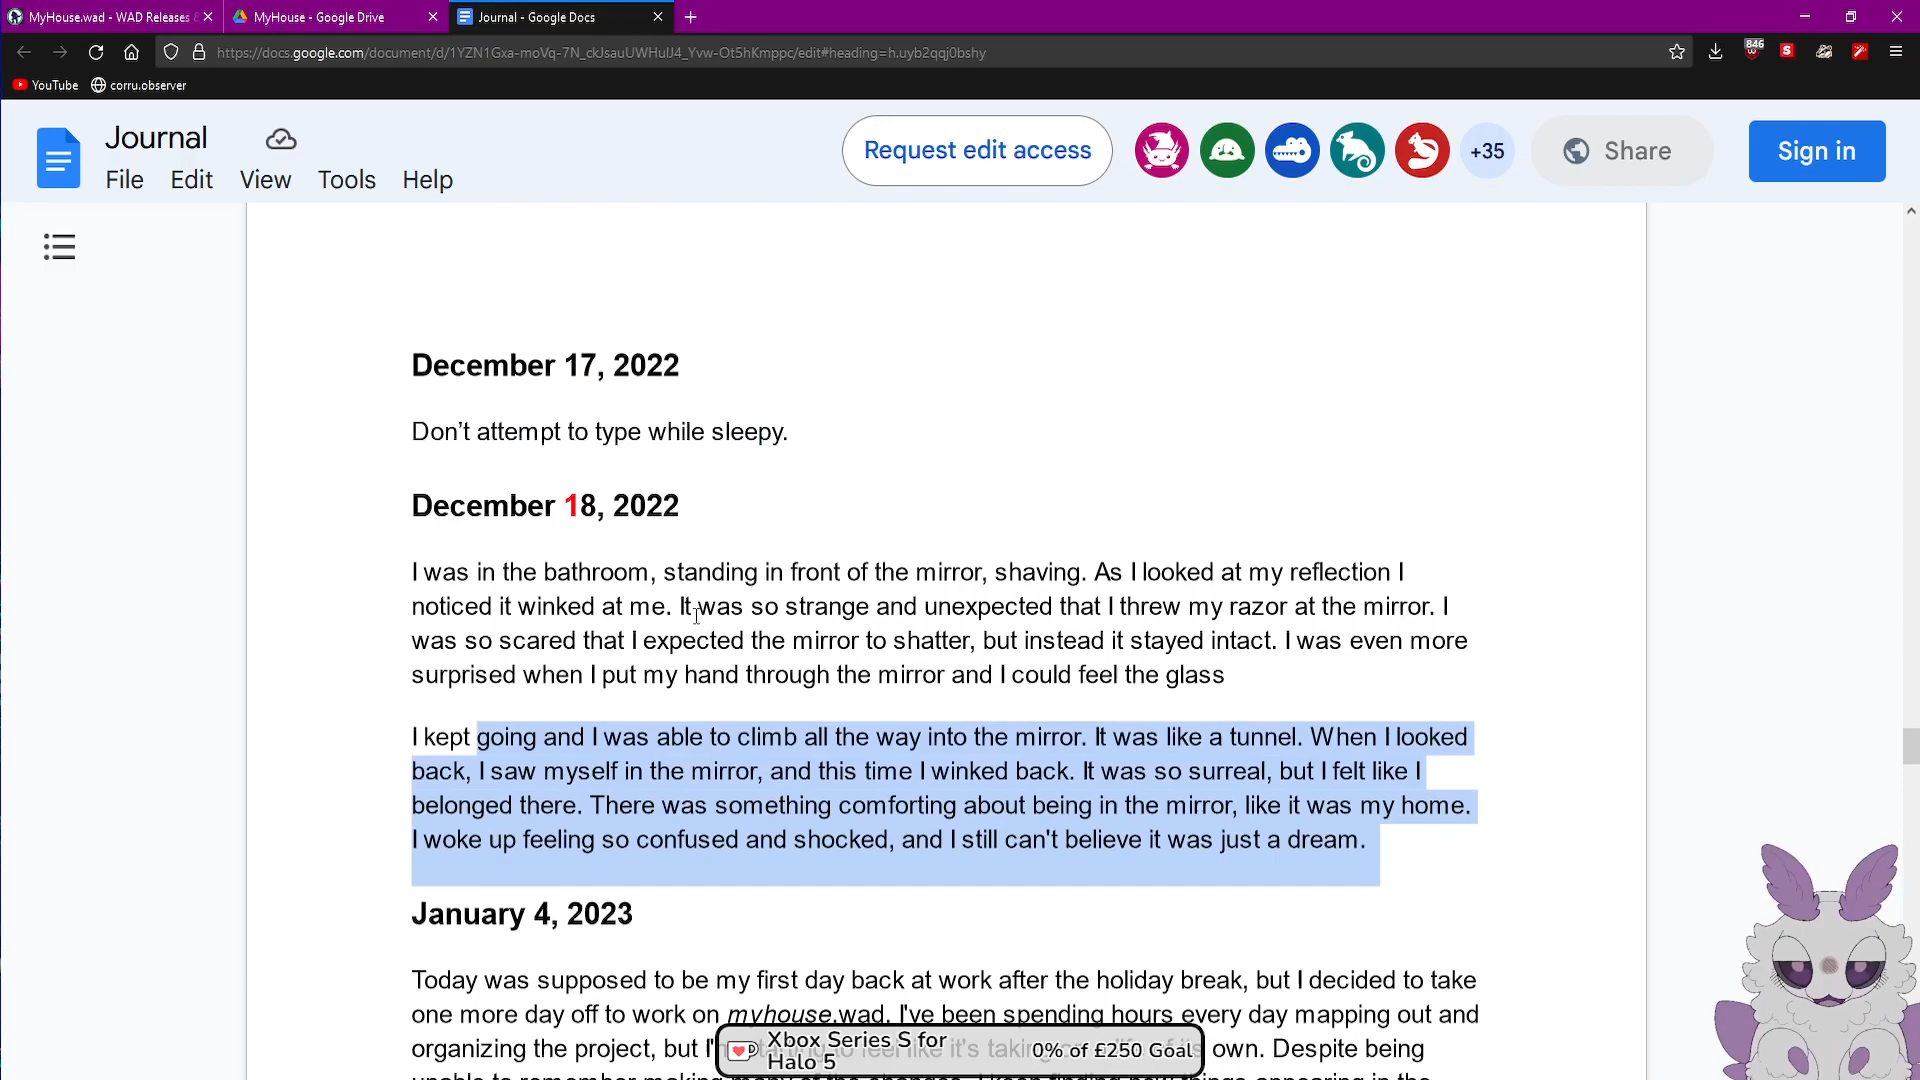 MyHouse.wad - WAD Releases &
MyHouse - Google Drive
Journal - Google Docs
https://docs.google.com/document/d/1YZN1Gxa-moVq-7N_ckJsauUWHuIJ4_Yvw-Ot5hKmppc/edit#heading=h.uyb2qqj0bshy
846
S
YouTube
corru.observer
Journal
File Edit View Tools Help
Request edit access
+35
Share
Sign in
December 17, 2022
Don’t attempt to type while sleepy.
December 18, 2022
I was in the bathroom, standing in front of the mirror, shaving. As I looked at my reflection I
noticed it winked at me. It was so strange and unexpected that I threw my razor at the mirror. I
was so scared that I expected the mirror to shatter, but instead it stayed intact. I was even more
surprised when I put my hand through the mirror and I could feel the glass
I kept going and I was able to climb all the way into the mirror. It was like a tunnel. When I looked
back, I saw myself in the mirror, and this time I winked back. It was so surreal, but I felt like I
belonged there. There was something comforting about being in the mirror, like it was my home.
I woke up feeling so confused and shocked, and I still can't believe it was just a dream.
January 4, 2023
Today was supposed to be my first day back at work after the holiday break, but I decided to take
one more day off to work on myhouse.wad. I've been spending hours every day mapping out and
organizing the project, but I'm starting to feel like it's taking own. Despite being
Xbox Series S for
Halo 5
0% of £250 Goal